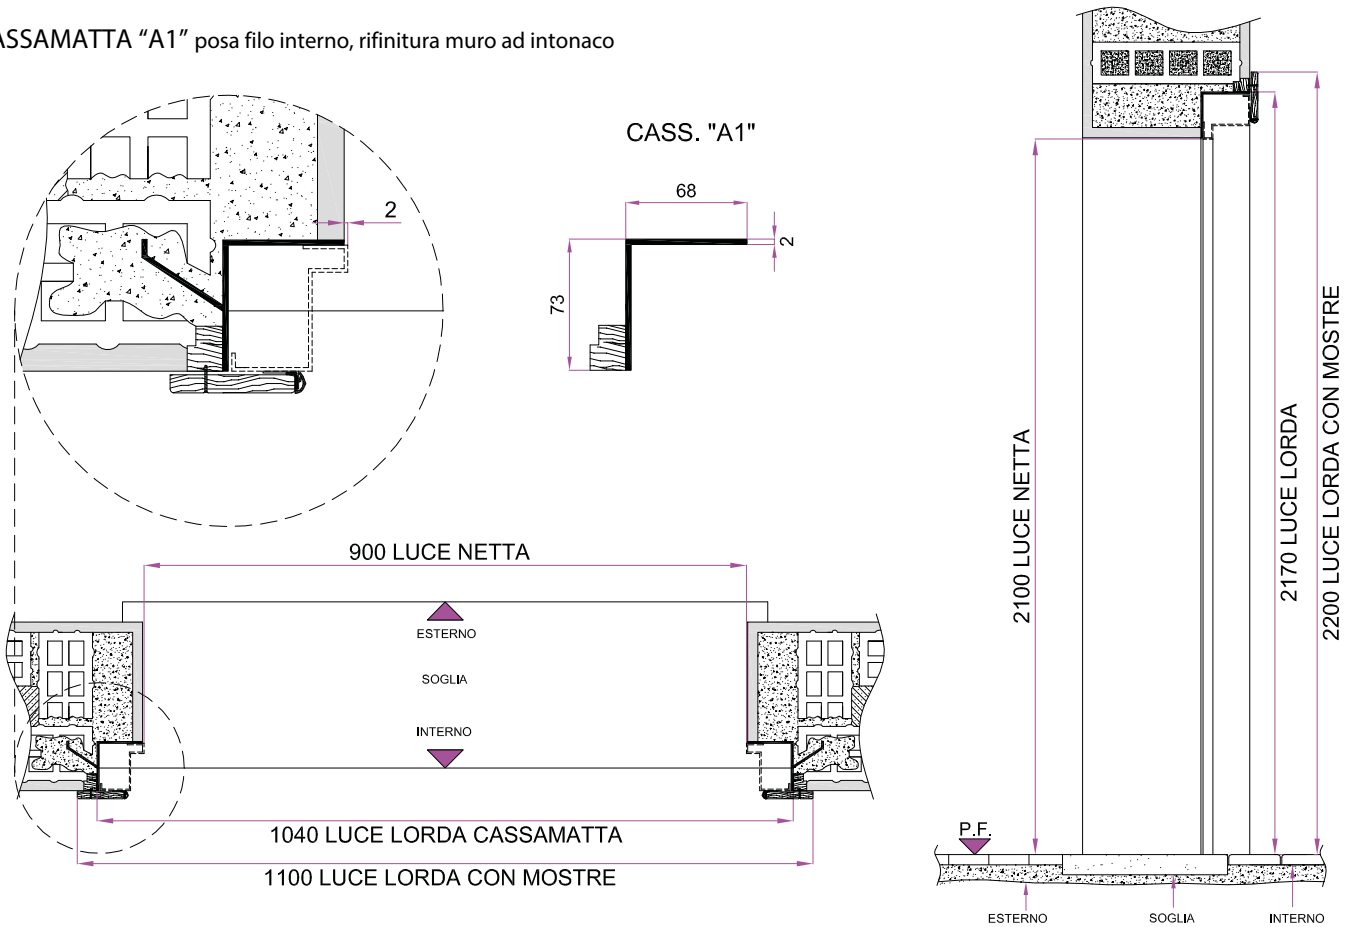 ASSAMATTA “A1” posa filo interno, rifinitura muro ad intonaco
CASS. "A1"
68
2
2
73
900 LUCE NETTA
ESTERNO
SOGLIA
INTERNO
1040 LUCE LORDA CASSAMATTA
1100 LUCE LORDA CON MOSTRE
2100 LUCE NETTA
2170 LUCE LORDA
2200 LUCE LORDA CON MOSTRE
P.F.
ESTERNO
SOGLIA
INTERNO